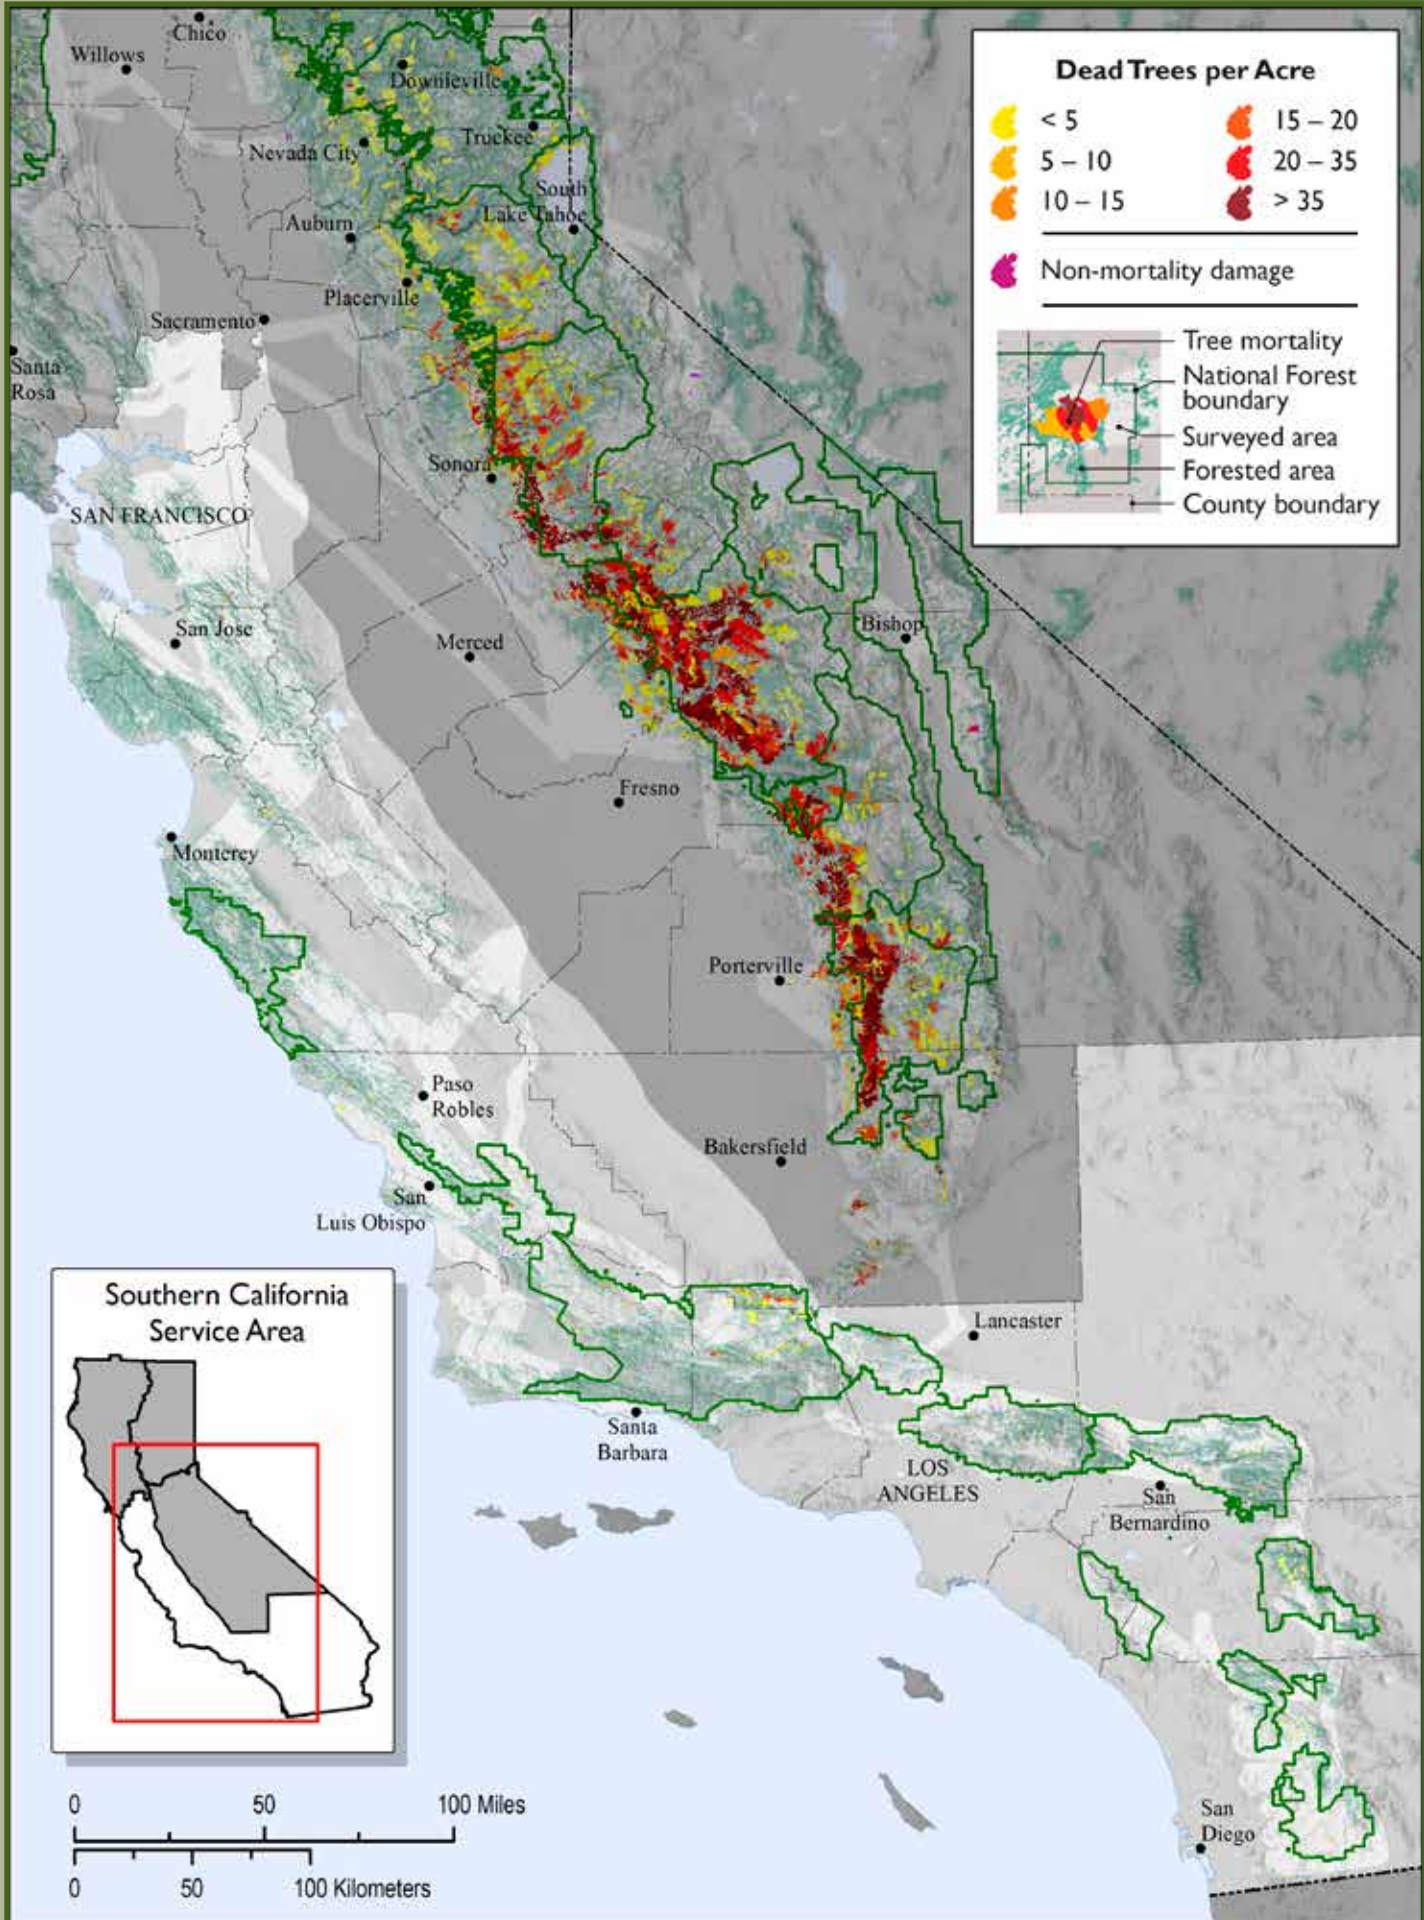 Chico
Willows
Downieville
Truckee
Nevada City
South
Lake Tahoe
Auburn
Placerville
Sacramento
Santa
Rosa
Sonora
SAN FRANCISCO
San Jose
Merced
Bishop
Fresno
Monterey
Porterville
Paso
Robles
Bakersfield
San
Luis Obispo
Lancaster
Santa
Barbara
LOS
ANGELES
San
Bernardino
San
Diego
Dead Trees per Acre
< 5
15 – 20
5 – 10
20 – 35
10 – 15
> 35
Non-mortality damage
Tree mortality
National Forest
boundary
Surveyed area
Forested area
County boundary
Southern California
Service Area
0 50 100 Miles
0 50 100 Kilometers